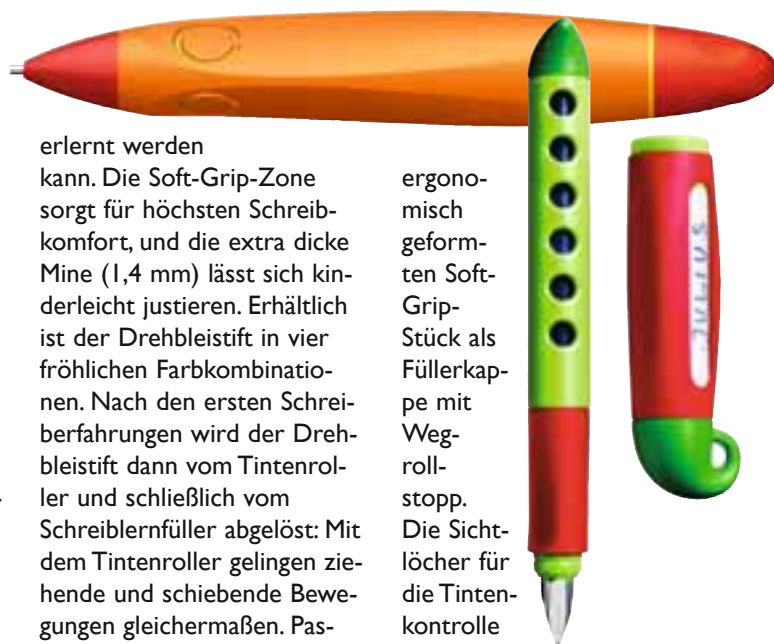 erlernt werden
kann. Die Soft-Grip-Zone
sorgt für höchsten Schreib-
komfort, und die extra dicke
Mine (1,4 mm) lässt sich kin-
derleicht justieren. Erhältlich
ist der Drehbleistift in vier
fröhlichen Farbkombinatio-
nen. Nach den ersten Schrei-
berfahrungen wird der Dreh-
bleistift dann vom Tintenrol-
ler und schließlich vom
Schreiblernfüller abgelöst: Mit
dem Tintenroller gelingen zie-
hende und schiebende Bewe-
gungen gleichermaßen. Pas-
ergono-
misch
geform-
ten Soft-
Grip-
Stück als
Füllerkap-
pe mit
Weg-
roll-
stopp.
Die Sicht-
löcher für
die Tinten-
kontrolle